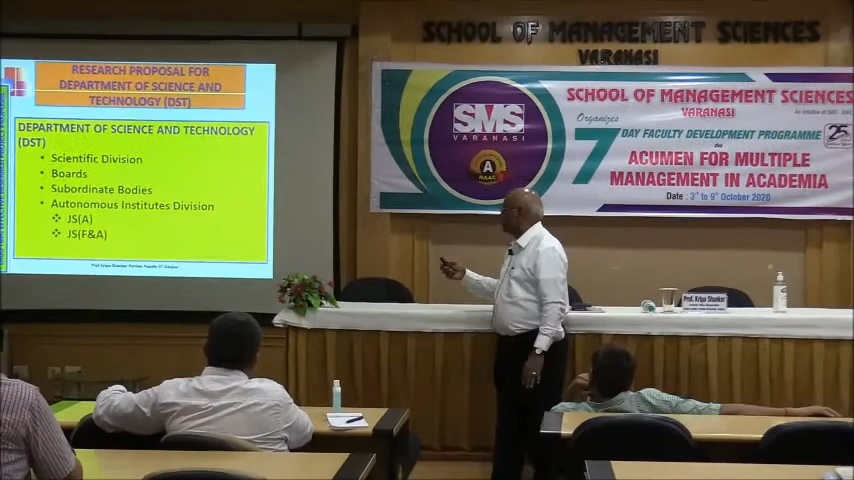 SCHOOL OF MANAGEMENT SCIENCES
VARANASI
RESEARCH PROPOSAL FOR
DEPARTMENT OF SCIENCE AND
TECHNOLOGY (DST)
DEPARTMENT OF SCIENCE AND TECHNOLOGY
(DST)
• Scientific Division
• Boards
• Subordinate Bodies
• Autonomous Institutes Section
❖ JS(A)
❖ JS(F&A)
SMS
VARANASI
A
NAAC
SCHOOL OF MANAGEMENT SCIENCES
VARANASI
Organizes
7 DAY FACULTY DEVELOPMENT PROGRAMME
on
ACUMEN FOR MULTIPLE
MANAGEMENT IN ACADEMIA
DATE : 3rd to 9th OCTOBER 2020
25
Prof. Kripa Shanker